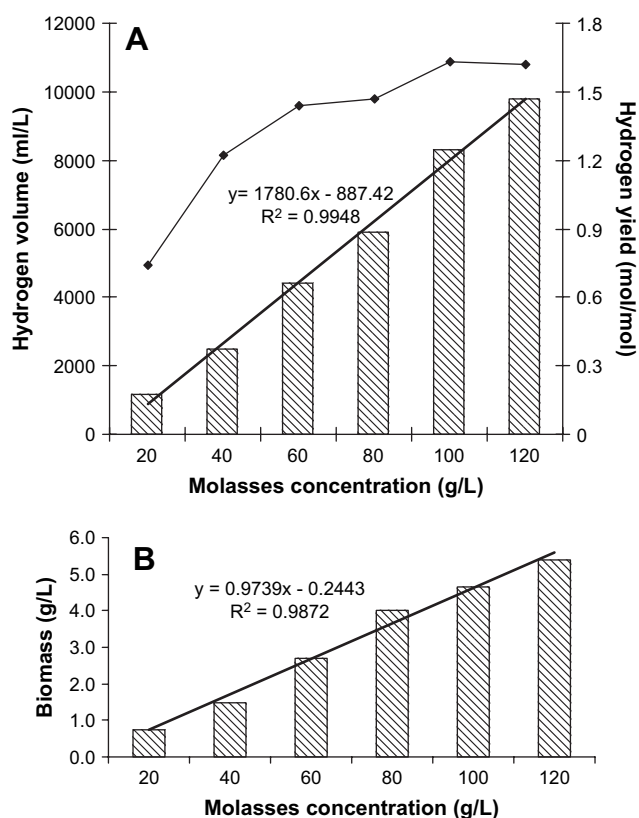 A
12000
10000
8000
6000
4000
2000
0
Hydrogen volume (ml/L)
y= 1780.6x - 887.42
R² = 0.9948
1.8
1.5
1.2
0.9
0.6
0.3
0
Hydrogen yield (mol/mol)
20 40 60 80 100 120
Molasses concentration (g/L)
B
6.0
5.0
4.0
3.0
2.0
1.0
0.0
Biomass (g/L)
y = 0.9739x - 0.2443
R² = 0.9872
20 40 60 80 100 120
Molasses concentration (g/L)